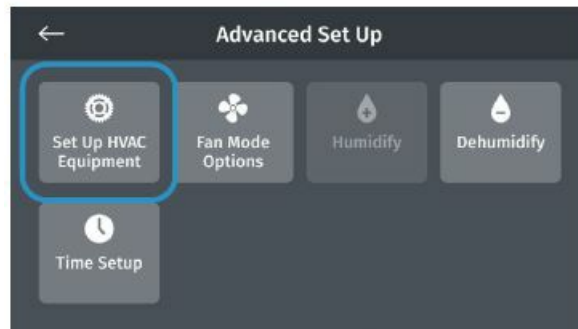 Advanced Set Up
Set Up HVAC
Equipment
Fan Mode
Options
Humidify
Dehumidify
Time Setup